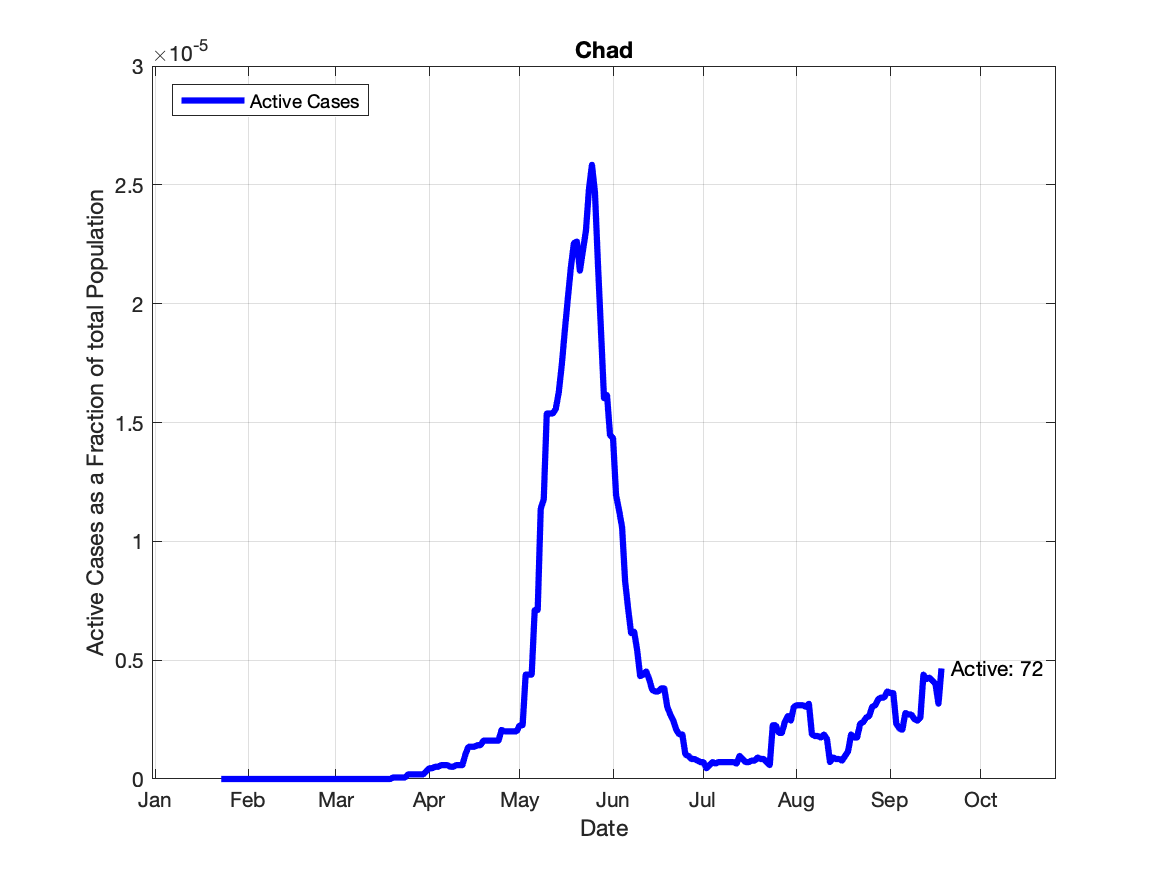 Chad
×10-5
3
2.5
2
1.5
1
0.5
0
Active Cases as a Fraction of total Population
Active Cases
Active: 72
Jan Feb Mar Apr May Jun Jul Aug Sep Oct
Date